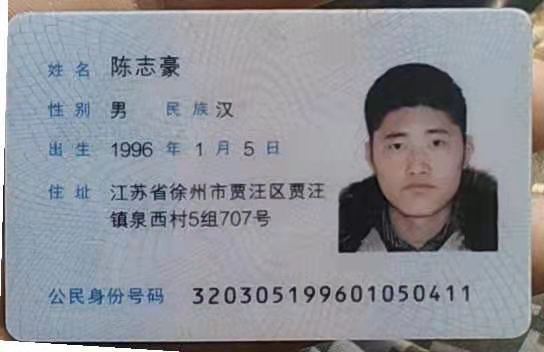 姓名 陈志豪
性别 男 民族 汉
出生 1996 年 1 月 5 日
住址 江苏省徐州市贾汪区贾汪
镇泉西村5组707号
公民身份号码 320305199601050411